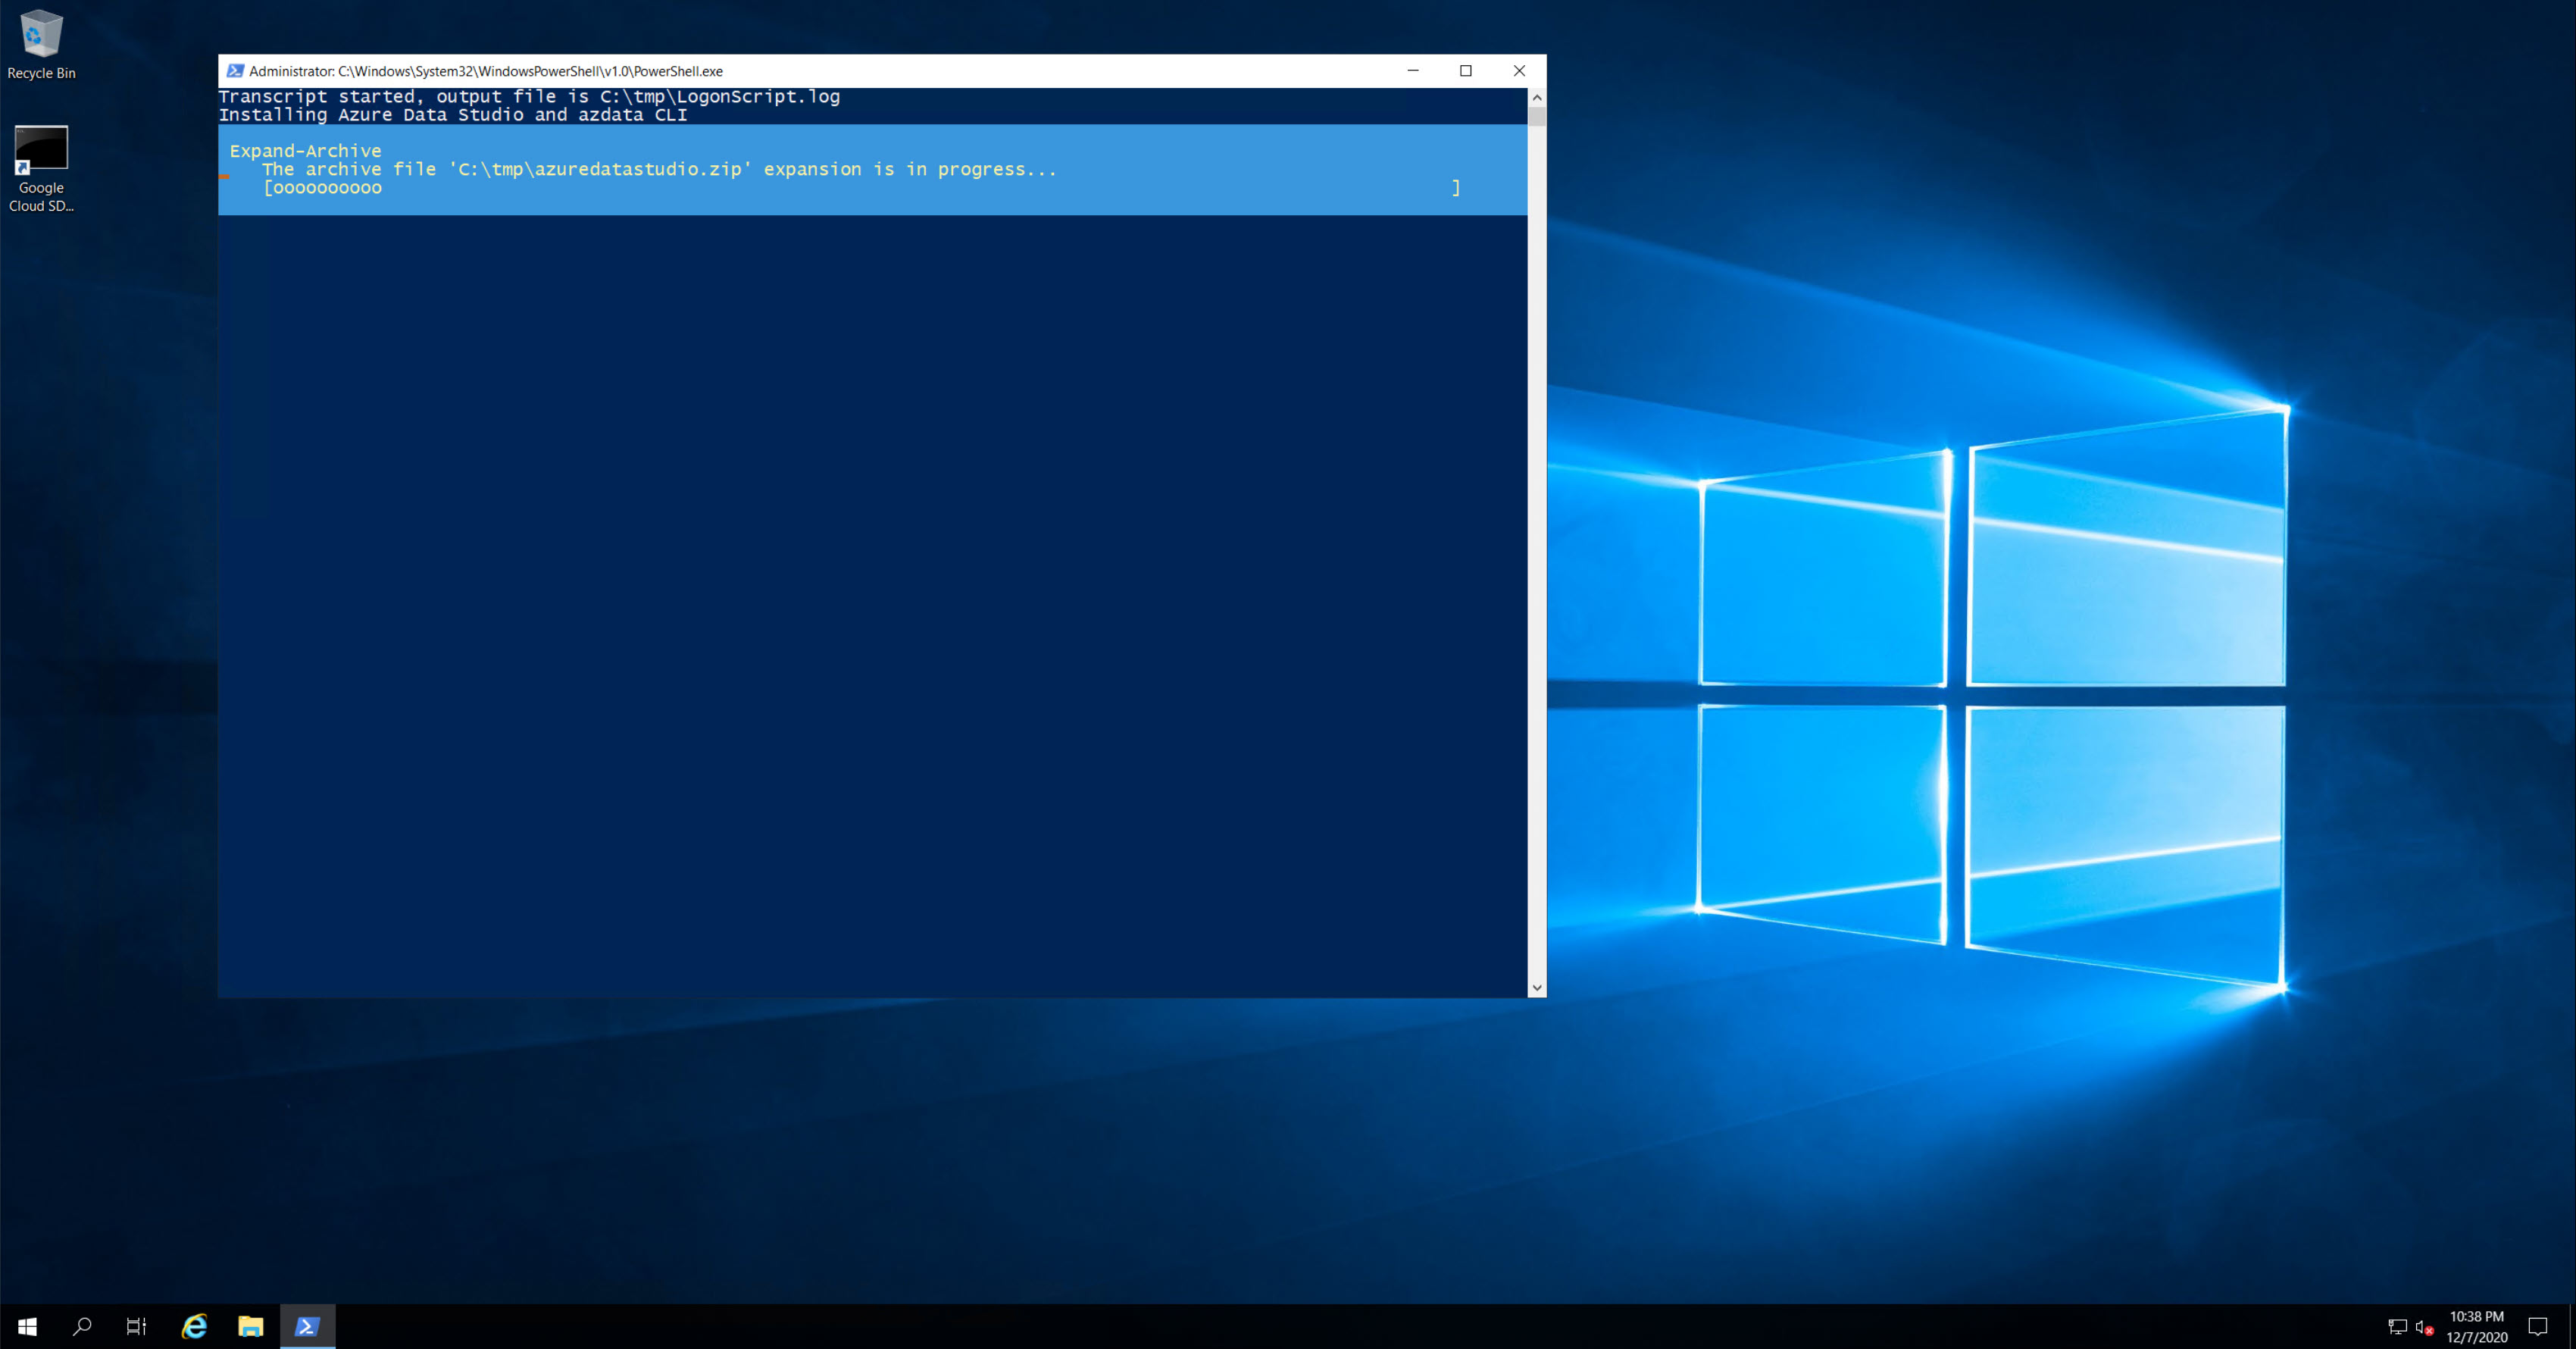 Recycle Bin
Google
Cloud SD...
Administrator: C:\Windows\System32\WindowsPowerShell\v1.0\PowerShell.exe
Transcript started, output file is C:\tmp\LogonScript.log
Installing Azure Data Studio and azdata CLI
Expand-Archive
The archive file 'C:\tmp\azuredatastudio.zip' expansion is in progress...
[oooooooooo ]
10:38 PM
12/7/2020